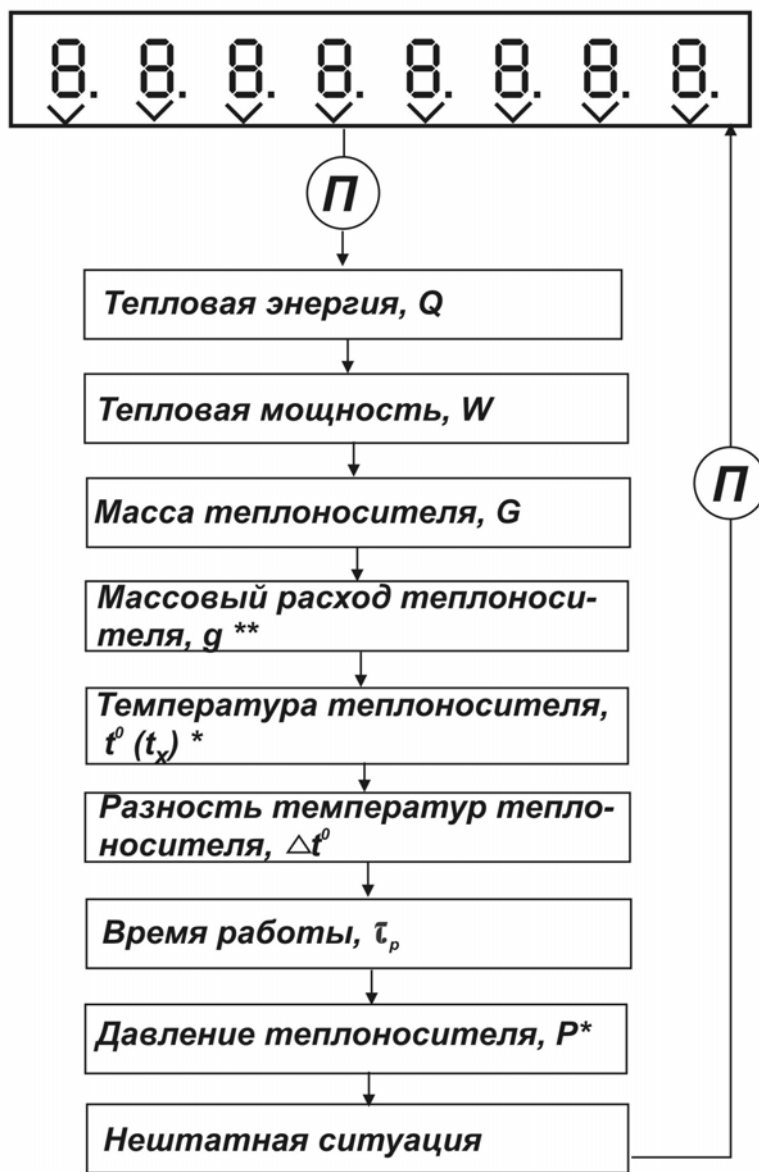 8. 8. 8. 8. 8. 8. 8. 8.
П
Тепловая энергия, Q
Тепловая мощность, W
Масса теплоносителя, G
П
Массовый расход теплоноси-
теля, g **
Температура теплоносителя,
t⁰ (tₓ) *
Разность температур тепло-
носителя, △t⁰
Время работы, τₚ
Давление теплоносителя, P*
Нештатная ситуация